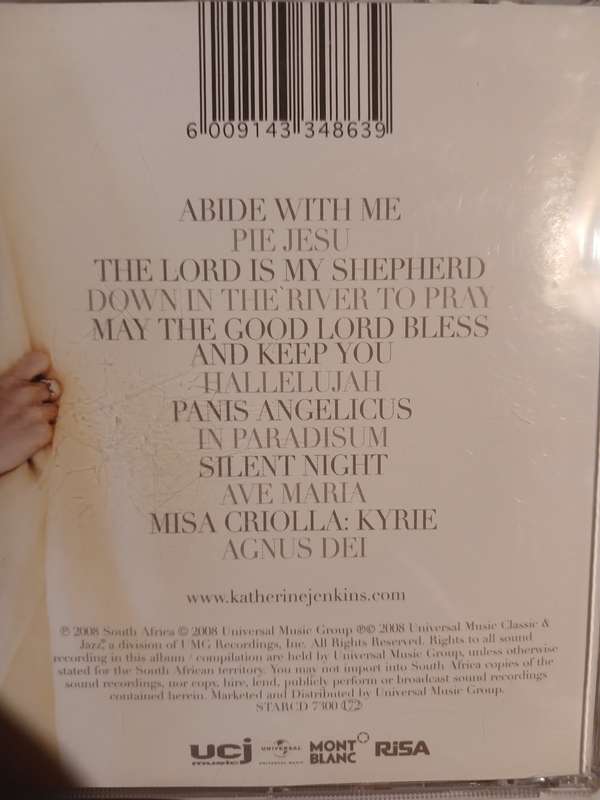 6 009143 348639
ABIDE WITH ME
PIE JESU
THE LORD IS MY SHEPHERD
DOWN IN THE RIVER TO PRAY
MAY THE GOOD LORD BLESS
AND KEEP YOU
HALLELUJAH
PANIS ANGELICUS
IN PARADISUM
SILENT NIGHT
AVE MARIA
MISA CRIOLLA: KYRIE
AGNUS DEI
www.katherinejenkins.com
℗ 2008 South Africa © 2008 Universal Music Group ℗© 2008 Universal Music Classic &
Jazz, a division of UMG Recordings, Inc. All Rights Reserved. Rights to all sound
recording in this album / compilation are held by Universal Music Group, unless otherwise
stated for the South African territory. You may not import into South Africa copies of the
sound recordings, nor copy, hire, lend, publicly perform or broadcast sound recordings
contained herein. Marketed and Distributed by Universal Music Group.
STARCD 7300 (172)
ucj
music
UNIVERSAL
UNIVERSAL MUSIC
MONT
BLANC
RiSA